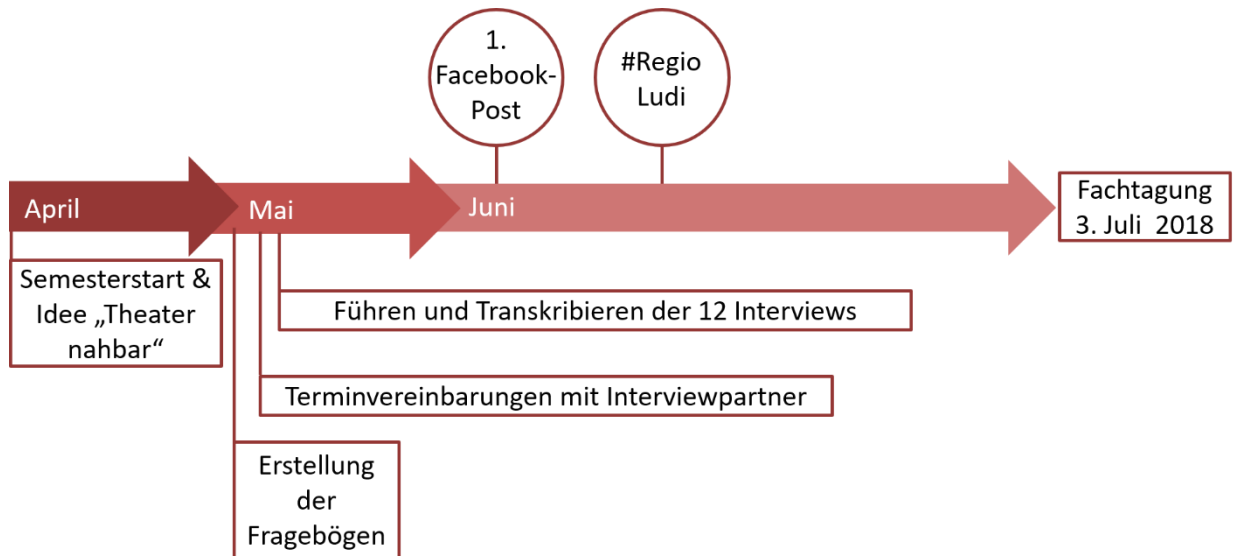 1.
Facebook-
Post
#Regio
Ludi
April
Mai
Juni
Fachtagung
3. Juli 2018
Semesterstart &
Idee „Theater
nahbar“
Führen und Transkribieren der 12 Interviews
Terminvereinbarungen mit Interviewpartner
Erstellung
der
Fragebögen